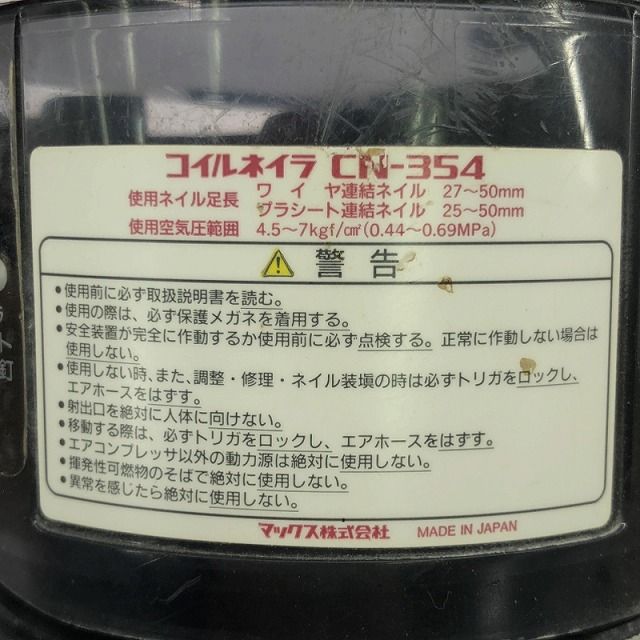 コイルネイラ CN-354
使用ネイル足長 ワイヤ連結ネイル 27〜50mm
プラシート連結ネイル 25〜50mm
使用空気圧範囲 4.5〜7kgf/c㎡(0.44〜0.69MPa)
警告
•使用前に必ず取扱説明書を読む。
•使用の際は、必ず保護メガネを着用する。
•安全装置が完全に作動するか使用前に必ず点検する。正常に作動しない場合は
使用しない。
•使用しない時、また、調整・修理・ネイル装塡の時は必ずトリガをロックし、
エアホースをはずす。
•射出口を絶対に人体に向けない。
•移動する際は、必ずトリガをロックし、エアホースをはずす。
•エアコンプレッサ以外の動力源は絶対に使用しない。
•揮発性可燃物のそばで絶対に使用しない。
•異常を感じたら絶対に使用しない。
マックス株式会社 MADE IN JAPAN